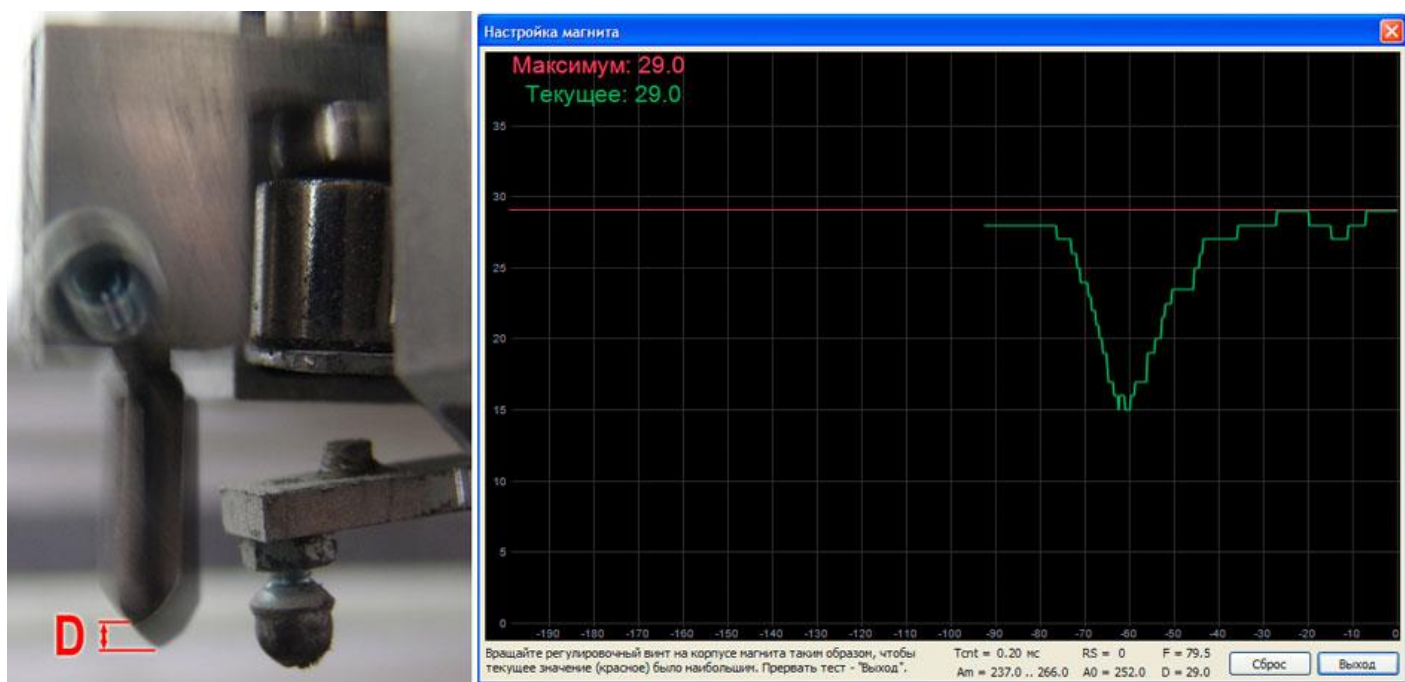 D
Настройка магнита
Максимум: 29.0
Текущее: 29.0
35
30
25
20
15
10
5
0
-190 -180 -170 -160 -150 -140 -130 -120 -110 -100 -90 -80 -70 -60 -50 -40 -30 -20 -10 0
Вращайте регулировочный винт на корпусе магнита таким образом, чтобы
текущее значение (красное) было наибольшим. Прервать тест - "Выход".
Tcnt = 0.20 мс RS = 0 F = 79.5
Am = 237.0 .. 266.0 A0 = 252.0 D = 29.0
Сброс
Выход